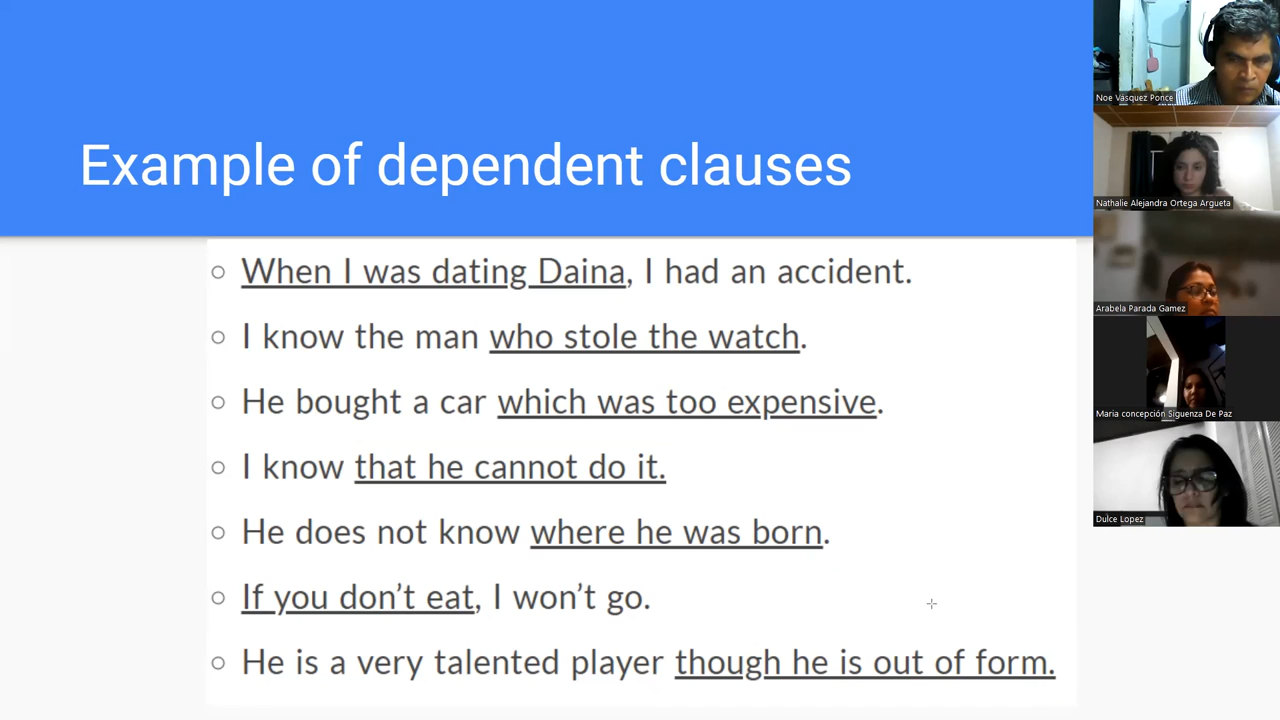 Example of dependent clauses
When I was dating Daina, I had an accident.
I know the man who stole the watch.
He bought a car which was too expensive.
I know that he cannot do it.
He does not know where he was born.
If you don’t eat, I won’t go.
He is a very talented player though he is out of form.
Noe Vásquez Ponce
Nathalie Alejandra Ortega Argueta
Arabela Parada Gamez
Maria concepción Siguenza De Paz
Dulce Lopez